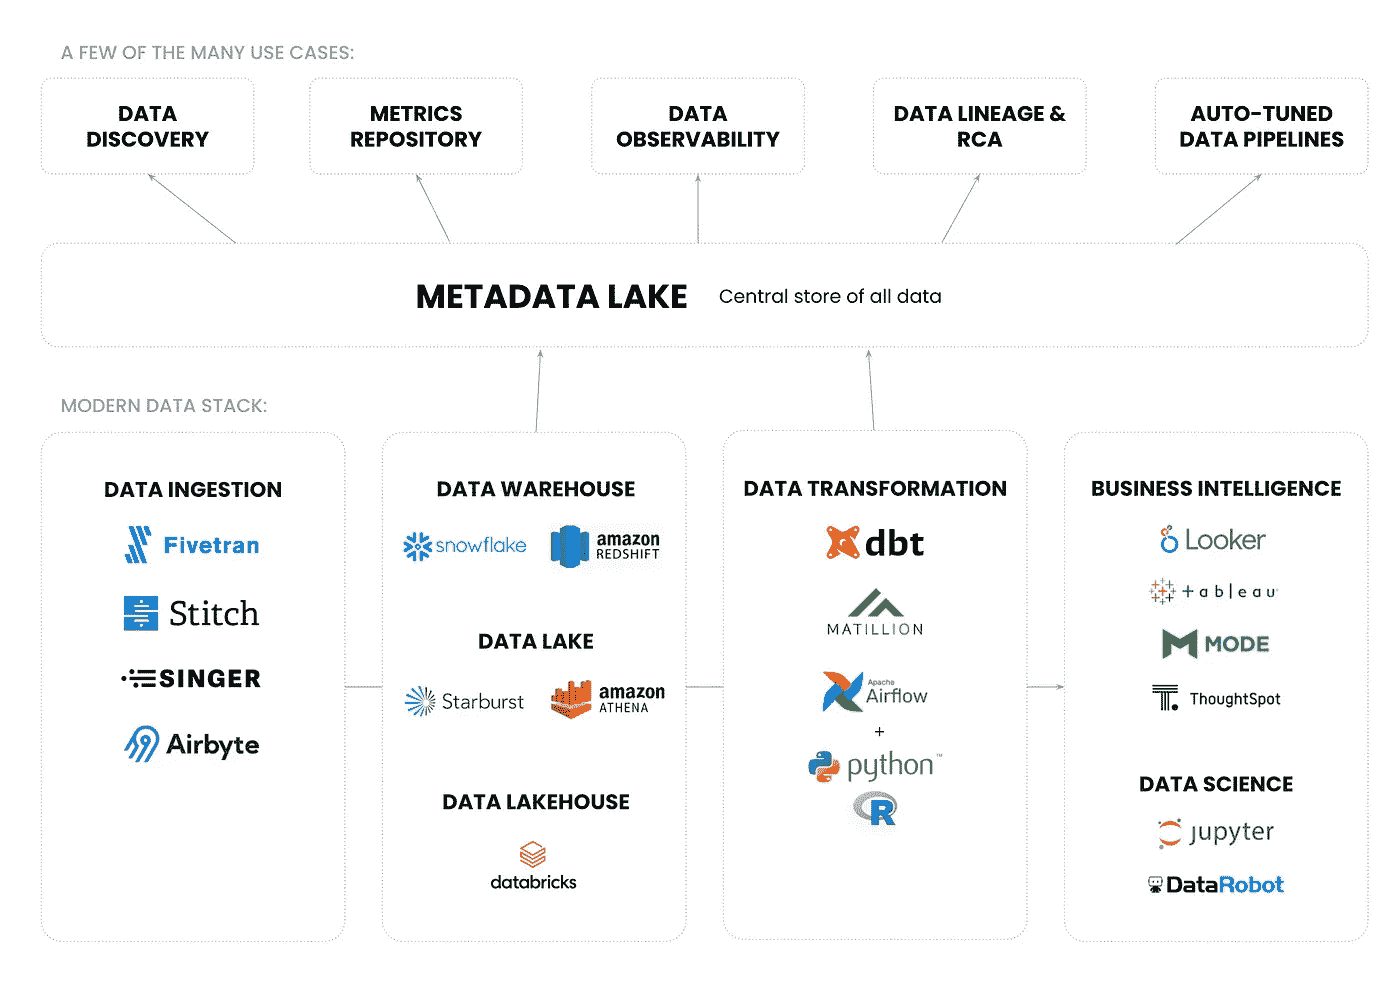 A FEW OF THE MANY USE CASES:
DATA
DISCOVERY
METRICS
REPOSITORY
DATA
OBSERVABILITY
DATA LINEAGE &
RCA
AUTO-TUNED
DATA PIPELINES
METADATA LAKE
Central store of all data
MODERN DATA STACK:
DATA INGESTION
Fivetran
Stitch
SINGER
Airbyte
DATA WAREHOUSE
snowflake
amazon
REDSHIFT
DATA LAKE
Starburst
amazon
ATHENA
DATA LAKEHOUSE
databricks
DATA TRANSFORMATION
dbt
MATILLION
Apache
Airflow
+
python™
R
BUSINESS INTELLIGENCE
Looker
+ableau
MODE
ThoughtSpot
DATA SCIENCE
jupyter
DataRobot